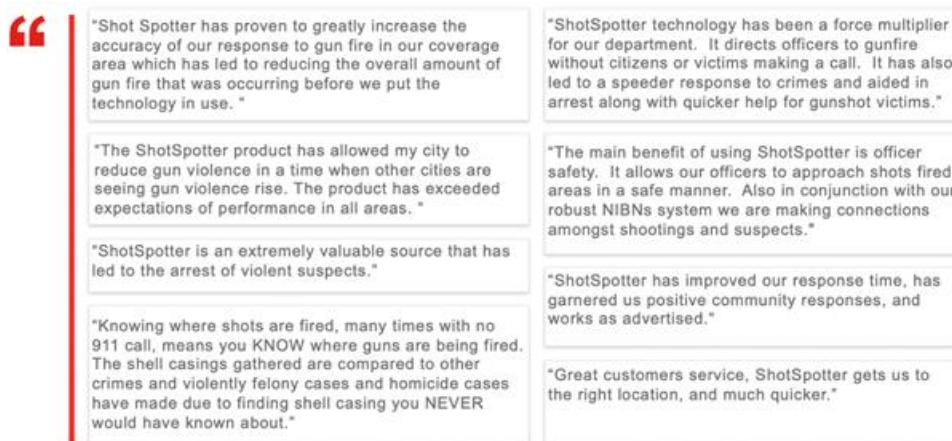 "Shot Spotter has proven to greatly increase the
accuracy of our response to gun fire in our coverage
area which has led to reducing the overall amount of
gun fire that was occurring before we put the
technology in use. "
"The ShotSpotter product has allowed my city to
reduce gun violence in a time when other cities are
seeing gun violence rise. The product has exceeded
expectations of performance in all areas. "
"ShotSpotter is an extremely valuable source that has
led to the arrest of violent suspects."
"Knowing where shots are fired, many times with no
911 call, means you KNOW where guns are being fired.
The shell casings gathered are compared to other
crimes and violently felony cases and homicide cases
have made due to finding shell casing you NEVER
would have known about."
"ShotSpotter technology has been a force multiplier
for our department. It directs officers to gunfire
without citizens or victims making a call. It has also
led to a speeder response to crimes and aided in
arrest along with quicker help for gunshot victims."
"The main benefit of using ShotSpotter is officer
safety. It allows our officers to approach shots fired
areas in a safe manner. Also in conjunction with our
robust NIBNs system we are making connections
amongst shootings and suspects."
"ShotSpotter has improved our response time, has
garnered us positive community responses, and
works as advertised."
"Great customers service, ShotSpotter gets us to
the right location, and much quicker."